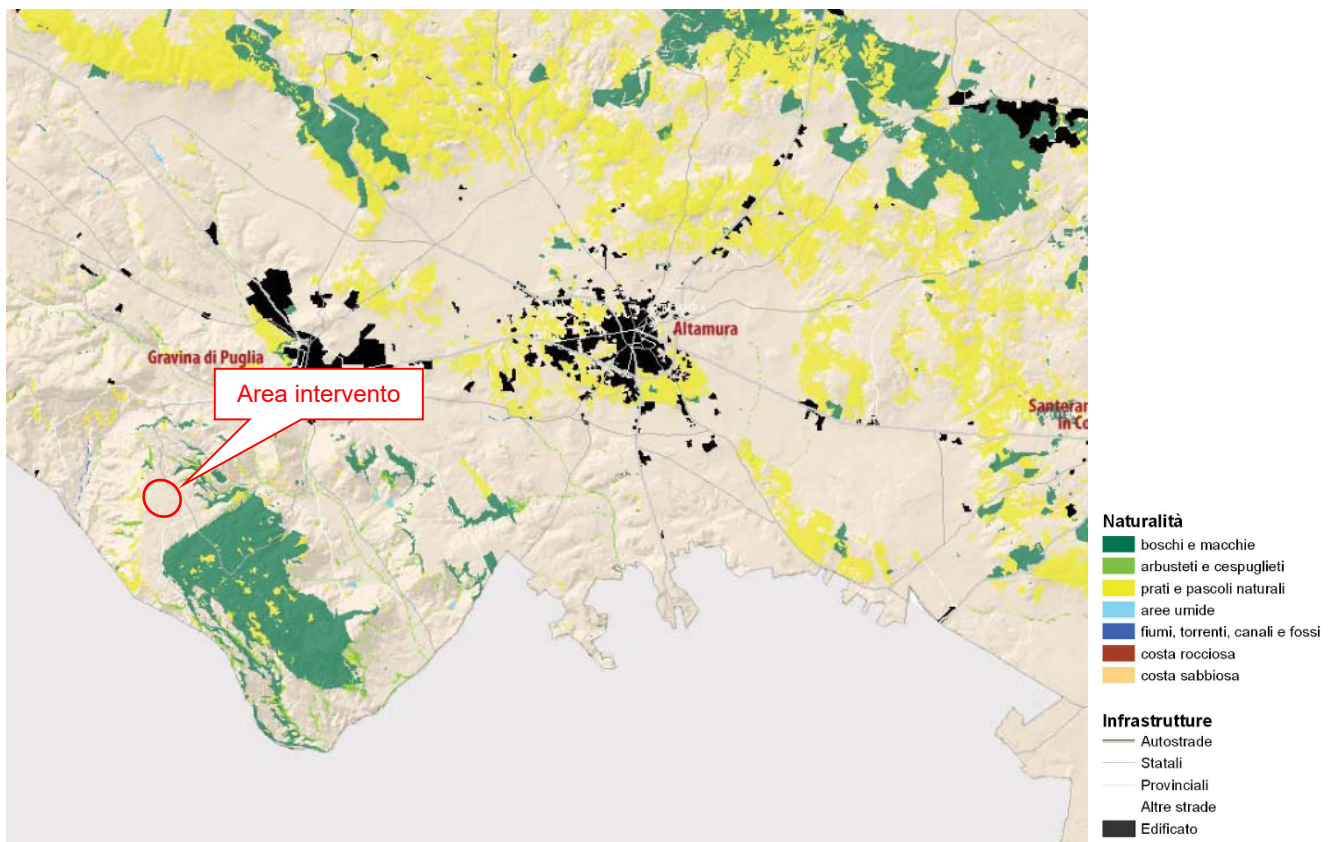 Altamura
Gravina di Puglia
Area intervento
Santeran
in Co
Naturalità
boschi e macchie
arbusteti e cespuglieti
prati e pascoli naturali
aree umide
fiumi, torrenti, canali e fossi
costa rocciosa
costa sabbiosa
Infrastrutture
Autostrade
Statali
Provinciali
Altre strade
Edificato